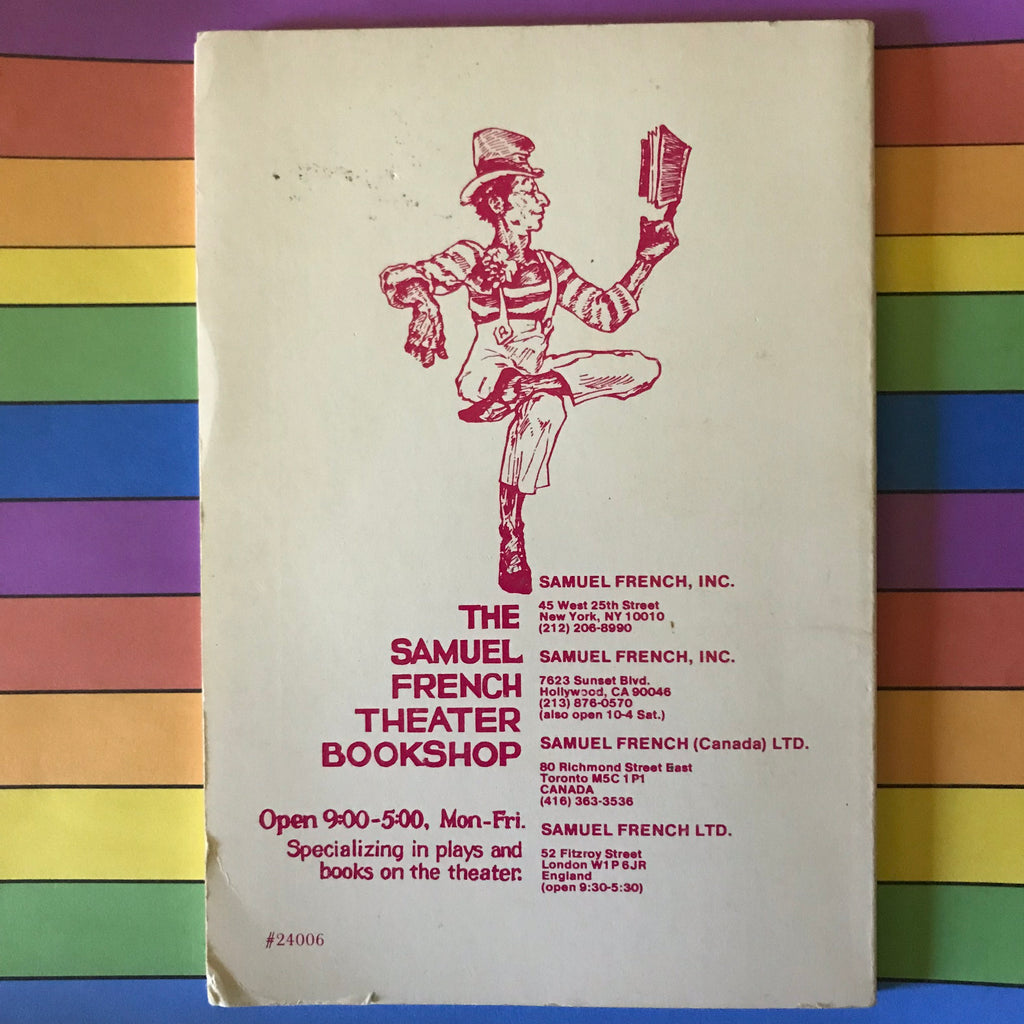 THE
SAMUEL
FRENCH
THEATER
BOOKSHOP
Open 9:00-5:00, Mon-Fri.
Specializing in plays and
books on the theater.
SAMUEL FRENCH, INC.
45 West 25th Street
New York, NY 10010
(212) 206-8990
SAMUEL FRENCH, INC.
7623 Sunset Blvd.
Hollywood, CA 90046
(213) 876-0570
(also open 10-4 Sat.)
SAMUEL FRENCH (Canada) LTD.
80 Richmond Street East
Toronto M5C 1P1
CANADA
(416) 363-3536
SAMUEL FRENCH LTD.
52 Fitzroy Street
London W1P 6JR
England
(open 9:30-5:30)
#24006